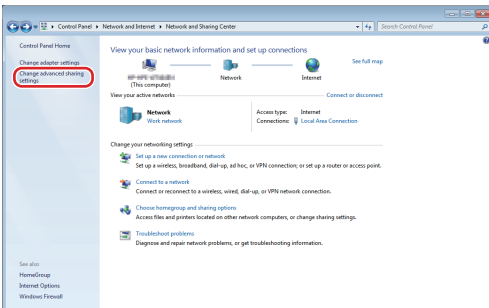 Control Panel ▸ Network and Internet ▸ Network and Sharing Center
Search Control Panel
Control Panel Home
Change adapter settings
Change advanced sharing
settings
See also
HomeGroup
Internet Options
Windows Firewall
View your basic network information and set up connections
See full map
(This computer)
Network
Internet
View your active networks
Connect or disconnect
Network
Work network
Access type: Internet
Connections: Local Area Connection
Change your networking settings
Set up a new connection or network
Set up a wireless, broadband, dial-up, ad hoc, or VPN connection; or set up a router or access point.
Connect to a network
Connect or reconnect to a wireless, wired, dial-up, or VPN network connection.
Choose homegroup and sharing options
Access files and printers located on other network computers, or change sharing settings.
Troubleshoot problems
Diagnose and repair network problems, or get troubleshooting information.